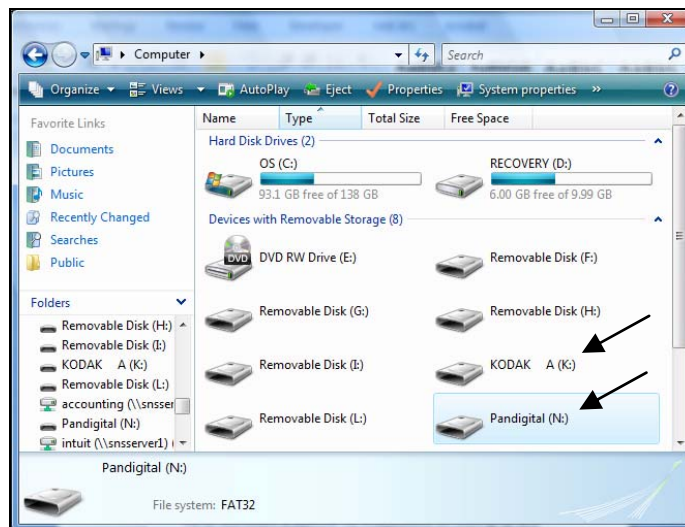 Computer
Search
Organize Views AutoPlay Eject Properties System properties »
Favorite Links
Documents
Pictures
Music
Recently Changed
Searches
Public
Folders
Removable Disk (H:)
Removable Disk (I:)
KODAK A (K:)
Removable Disk (L:)
accounting (\\snsser
Pandigital (N:)
intuit (\\snsserver1) (
Name Type Total Size Free Space
Hard Disk Drives (2)
OS (C:)
93.1 GB free of 138 GB
RECOVERY (D:)
6.00 GB free of 9.99 GB
Devices with Removable Storage (8)
DVD
DVD RW Drive (E:)
Removable Disk (F:)
Removable Disk (G:)
Removable Disk (H:)
Removable Disk (I:)
KODAK A (K:)
Removable Disk (L:)
Pandigital (N:)
Pandigital (N:)
File system: FAT32